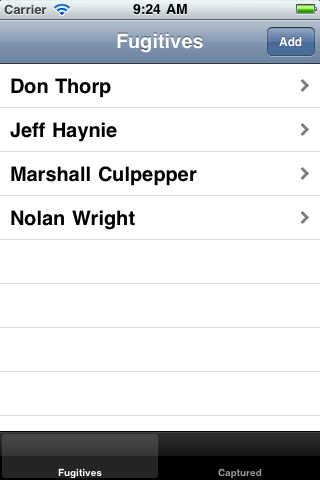 Carrier 9:24 AM
Fugitives Add
Don Thorp
Jeff Haynie
Marshall Culpepper
Nolan Wright
Fugitives Captured